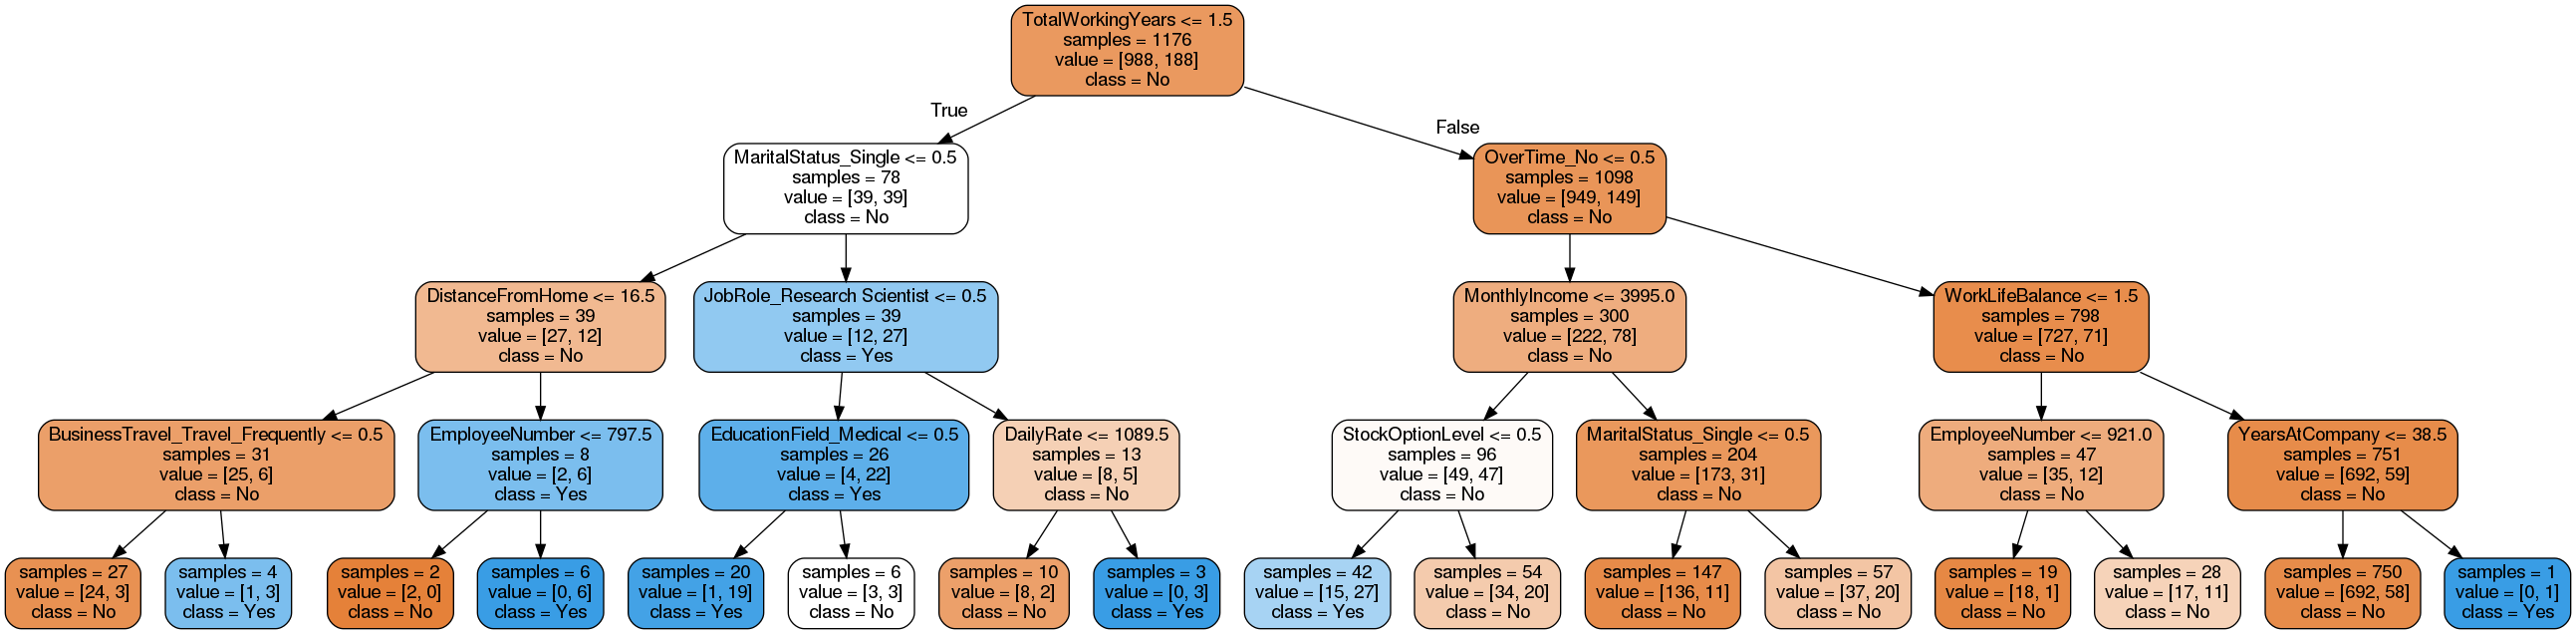 TotalWorkingYears <= 1.5
samples = 1176
value = [988, 188]
class = No
True
False
MaritalStatus_Single <= 0.5
samples = 78
value = [39, 39]
class = No
OverTime_No <= 0.5
samples = 1098
value = [949, 149]
class = No
DistanceFromHome <= 16.5
samples = 39
value = [27, 12]
class = No
JobRole_Research Scientist <= 0.5
samples = 39
value = [12, 27]
class = Yes
MonthlyIncome <= 3995.0
samples = 300
value = [222, 78]
class = No
WorkLifeBalance <= 1.5
samples = 798
value = [727, 71]
class = No
BusinessTravel_Travel_Frequently <= 0.5
samples = 31
value = [25, 6]
class = No
EmployeeNumber <= 797.5
samples = 8
value = [2, 6]
class = Yes
EducationField_Medical <= 0.5
samples = 26
value = [4, 22]
class = Yes
DailyRate <= 1089.5
samples = 13
value = [8, 5]
class = No
StockOptionLevel <= 0.5
samples = 96
value = [49, 47]
class = No
MaritalStatus_Single <= 0.5
samples = 204
value = [173, 31]
class = No
EmployeeNumber <= 921.0
samples = 47
value = [35, 12]
class = No
YearsAtCompany <= 38.5
samples = 751
value = [692, 59]
class = No
samples = 27
value = [24, 3]
class = No
samples = 4
value = [1, 3]
class = Yes
samples = 2
value = [2, 0]
class = No
samples = 6
value = [0, 6]
class = Yes
samples = 20
value = [1, 19]
class = Yes
samples = 6
value = [3, 3]
class = No
samples = 10
value = [8, 2]
class = No
samples = 3
value = [0, 3]
class = Yes
samples = 42
value = [15, 27]
class = Yes
samples = 54
value = [34, 20]
class = No
samples = 147
value = [136, 11]
class = No
samples = 57
value = [37, 20]
class = No
samples = 19
value = [18, 1]
class = No
samples = 28
value = [17, 11]
class = No
samples = 750
value = [692, 58]
class = No
samples = 1
value = [0, 1]
class = Yes